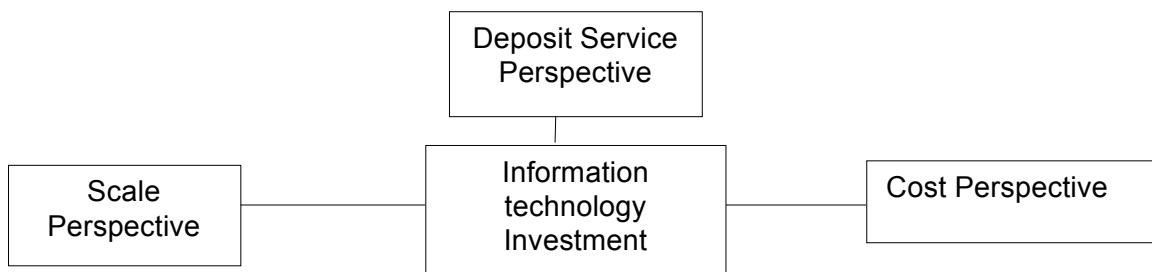 Deposit Service
Perspective
Scale
Perspective
Information
technology
Investment
Cost Perspective